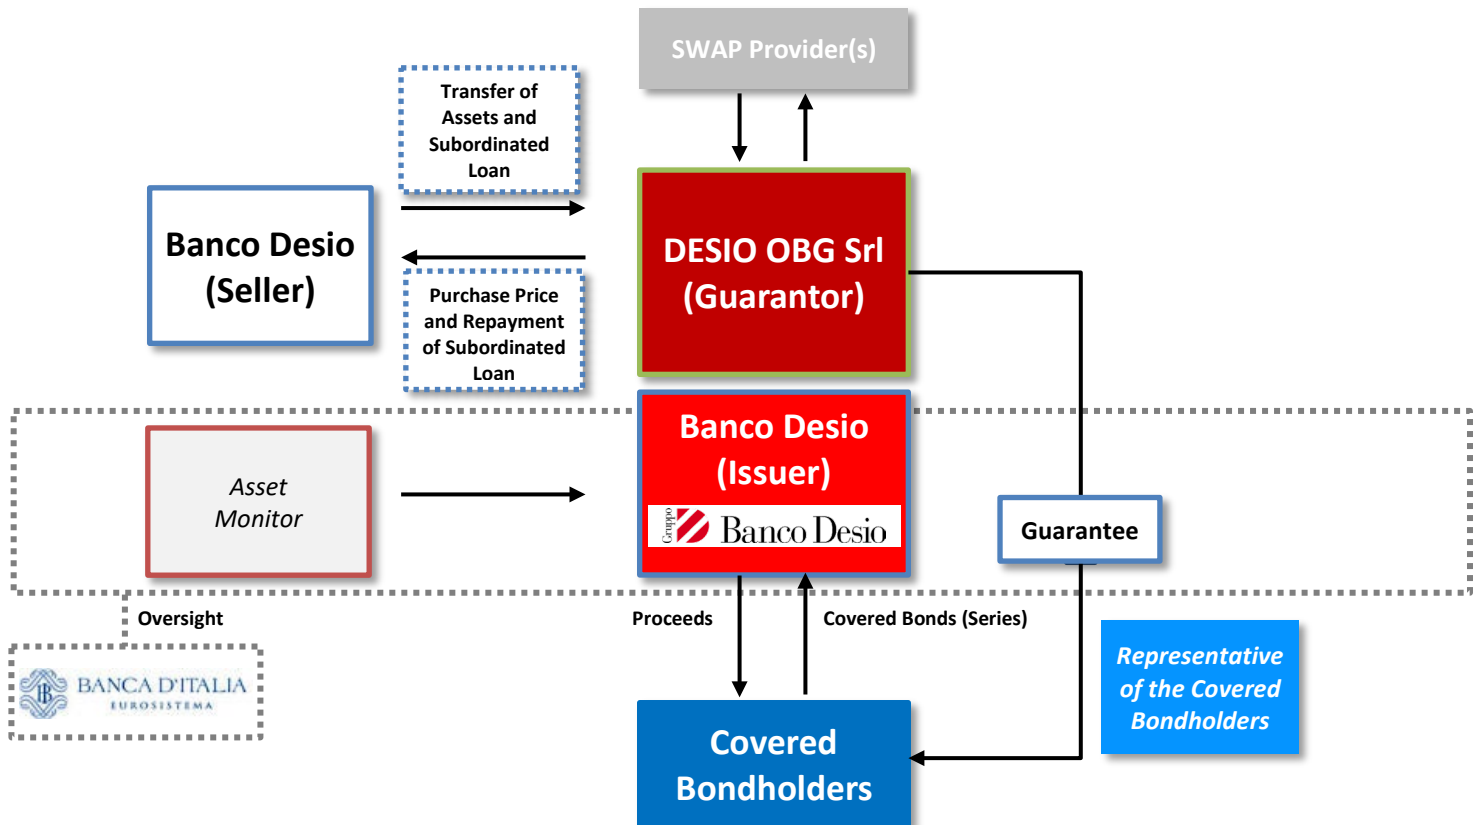 SWAP Provider(s)
Transfer of
Assets and
Subordinated
Loan
Banco Desio
(Seller)
DESIO OBG Srl
(Guarantor)
Purchase Price
and Repayment
of Subordinated
Loan
Asset
Monitor
Banco Desio
(Issuer)
Gruppo
Banco Desio
Guarantee
Oversight
Proceeds
Covered Bonds (Series)
BANCA D'ITALIA
EUROSISTEMA
Representative
of the Covered
Bondholders
Covered
Bondholders